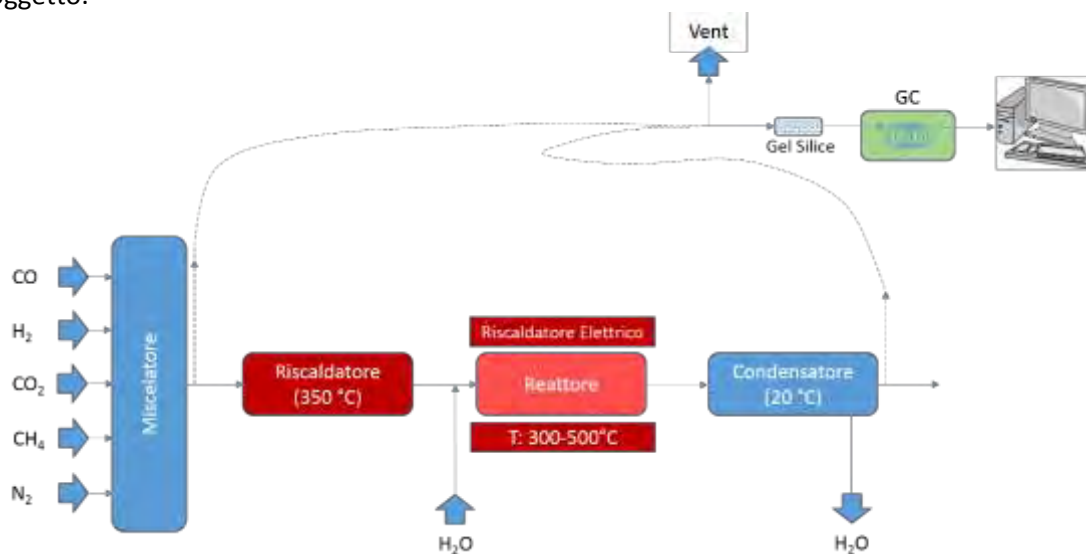 oggetto.
Vent
GC
Gel Silice
CO
H₂
CO₂
CH₄
N₂
Miscelatore
Riscaldatore
(350 °C)
Riscaldatore Elettrico
Reattore
T: 300-500°C
Condensatore
(20 °C)
H₂O
H₂O